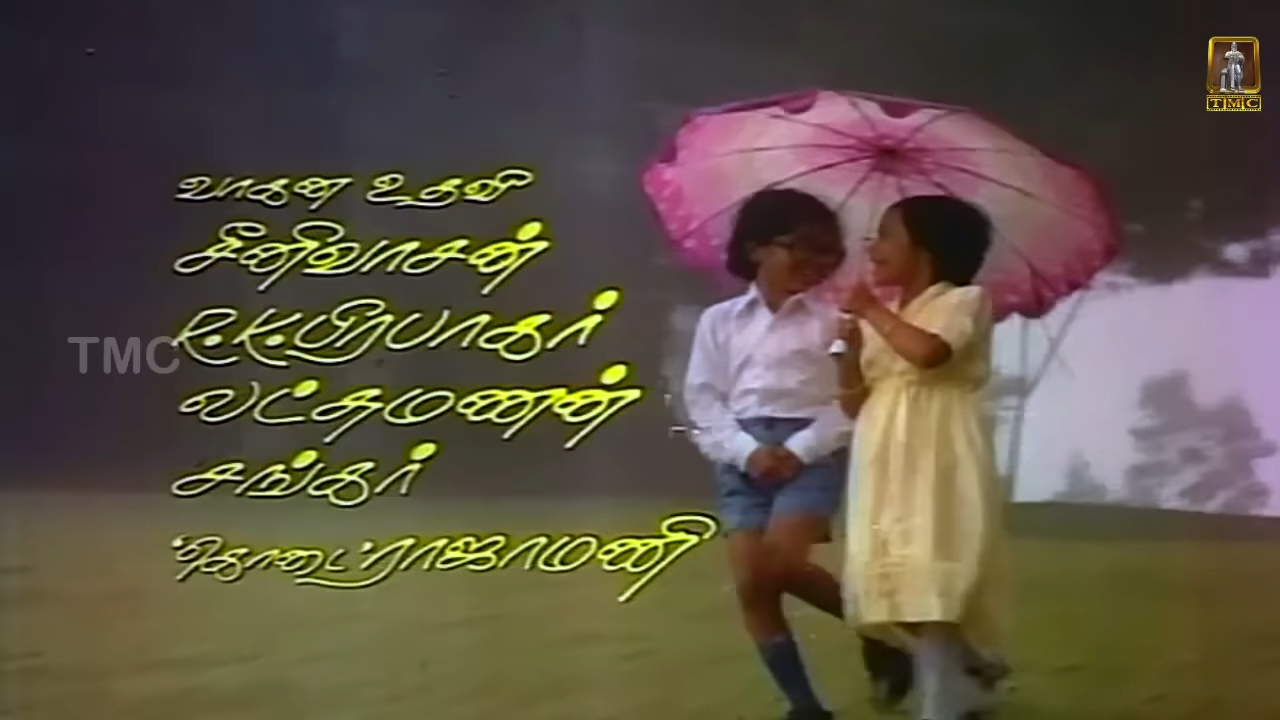 வாகன உதவி
சீனிவாசன்
R.K.பிரபாகர்
லட்சுமணன்
சங்கர்
'கொடை'ராஜாமணி
TMC
TMC